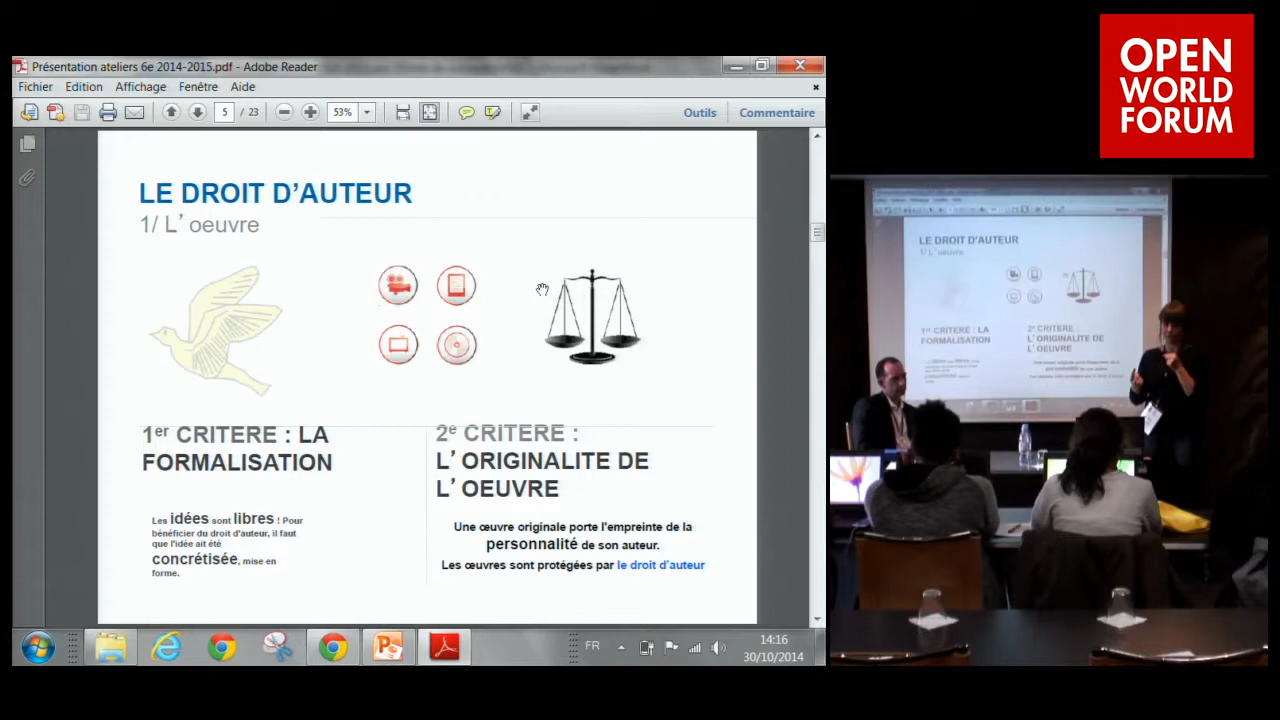 Présentation ateliers 6e 2014-2015.pdf - Adobe Reader
Fichier Edition Affichage Fenêtre Aide
5 / 23 53% Outils Commentaire
LE DROIT D'AUTEUR
1/ L' oeuvre
1er CRITERE : LA
FORMALISATION
Les idées sont libres ! Pour
bénéficier du droit d'auteur, il faut
que l'idée ait été
concrétisée, mise en
forme.
2e CRITERE :
L' ORIGINALITE DE
L' OEUVRE
Une œuvre originale porte l'empreinte de la
personnalité de son auteur.
Les œuvres sont protégées par le droit d'auteur
FR
14:16
30/10/2014
OPEN
WORLD
FORUM
LE DROIT D'AUTEUR
1/ L' oeuvre
1er CRITERE : LA
FORMALISATION
2e CRITERE :
L' ORIGINALITE DE
L' OEUVRE